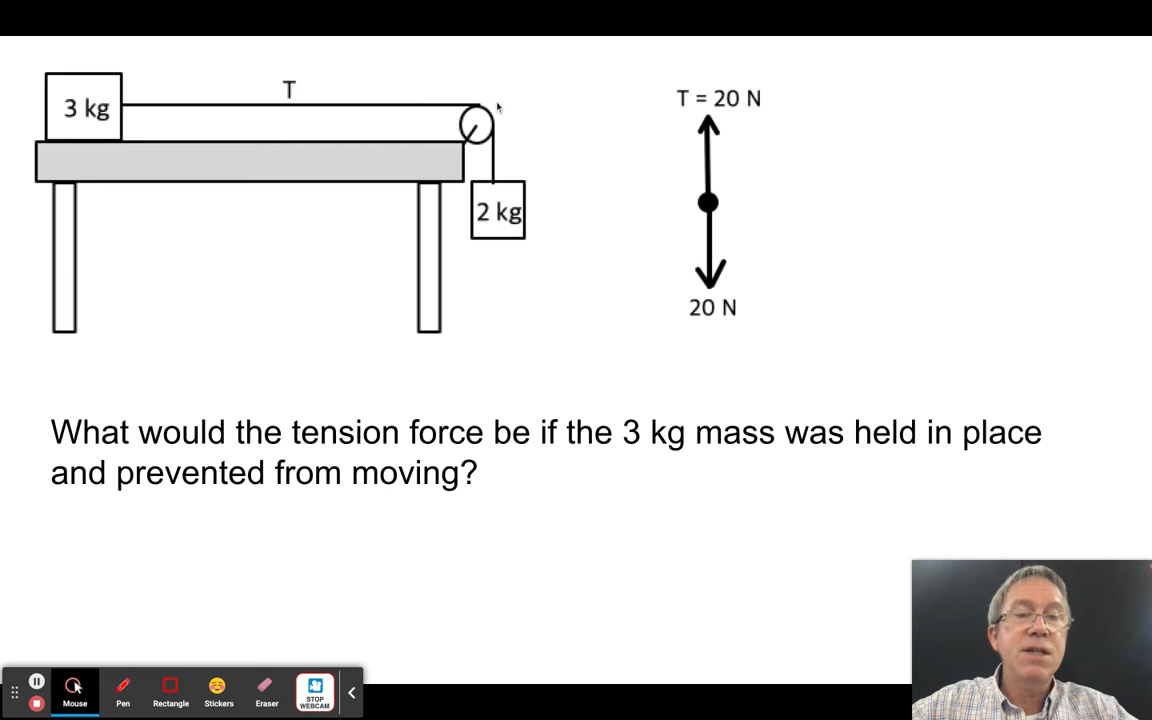 T
3 kg
T = 20 N
2 kg
20 N
What would the tension force be if the 3 kg mass was held in place
and prevented from moving?
Mouse
Pen
Rectangle
Stickers
Eraser
STOP
WEBCAM